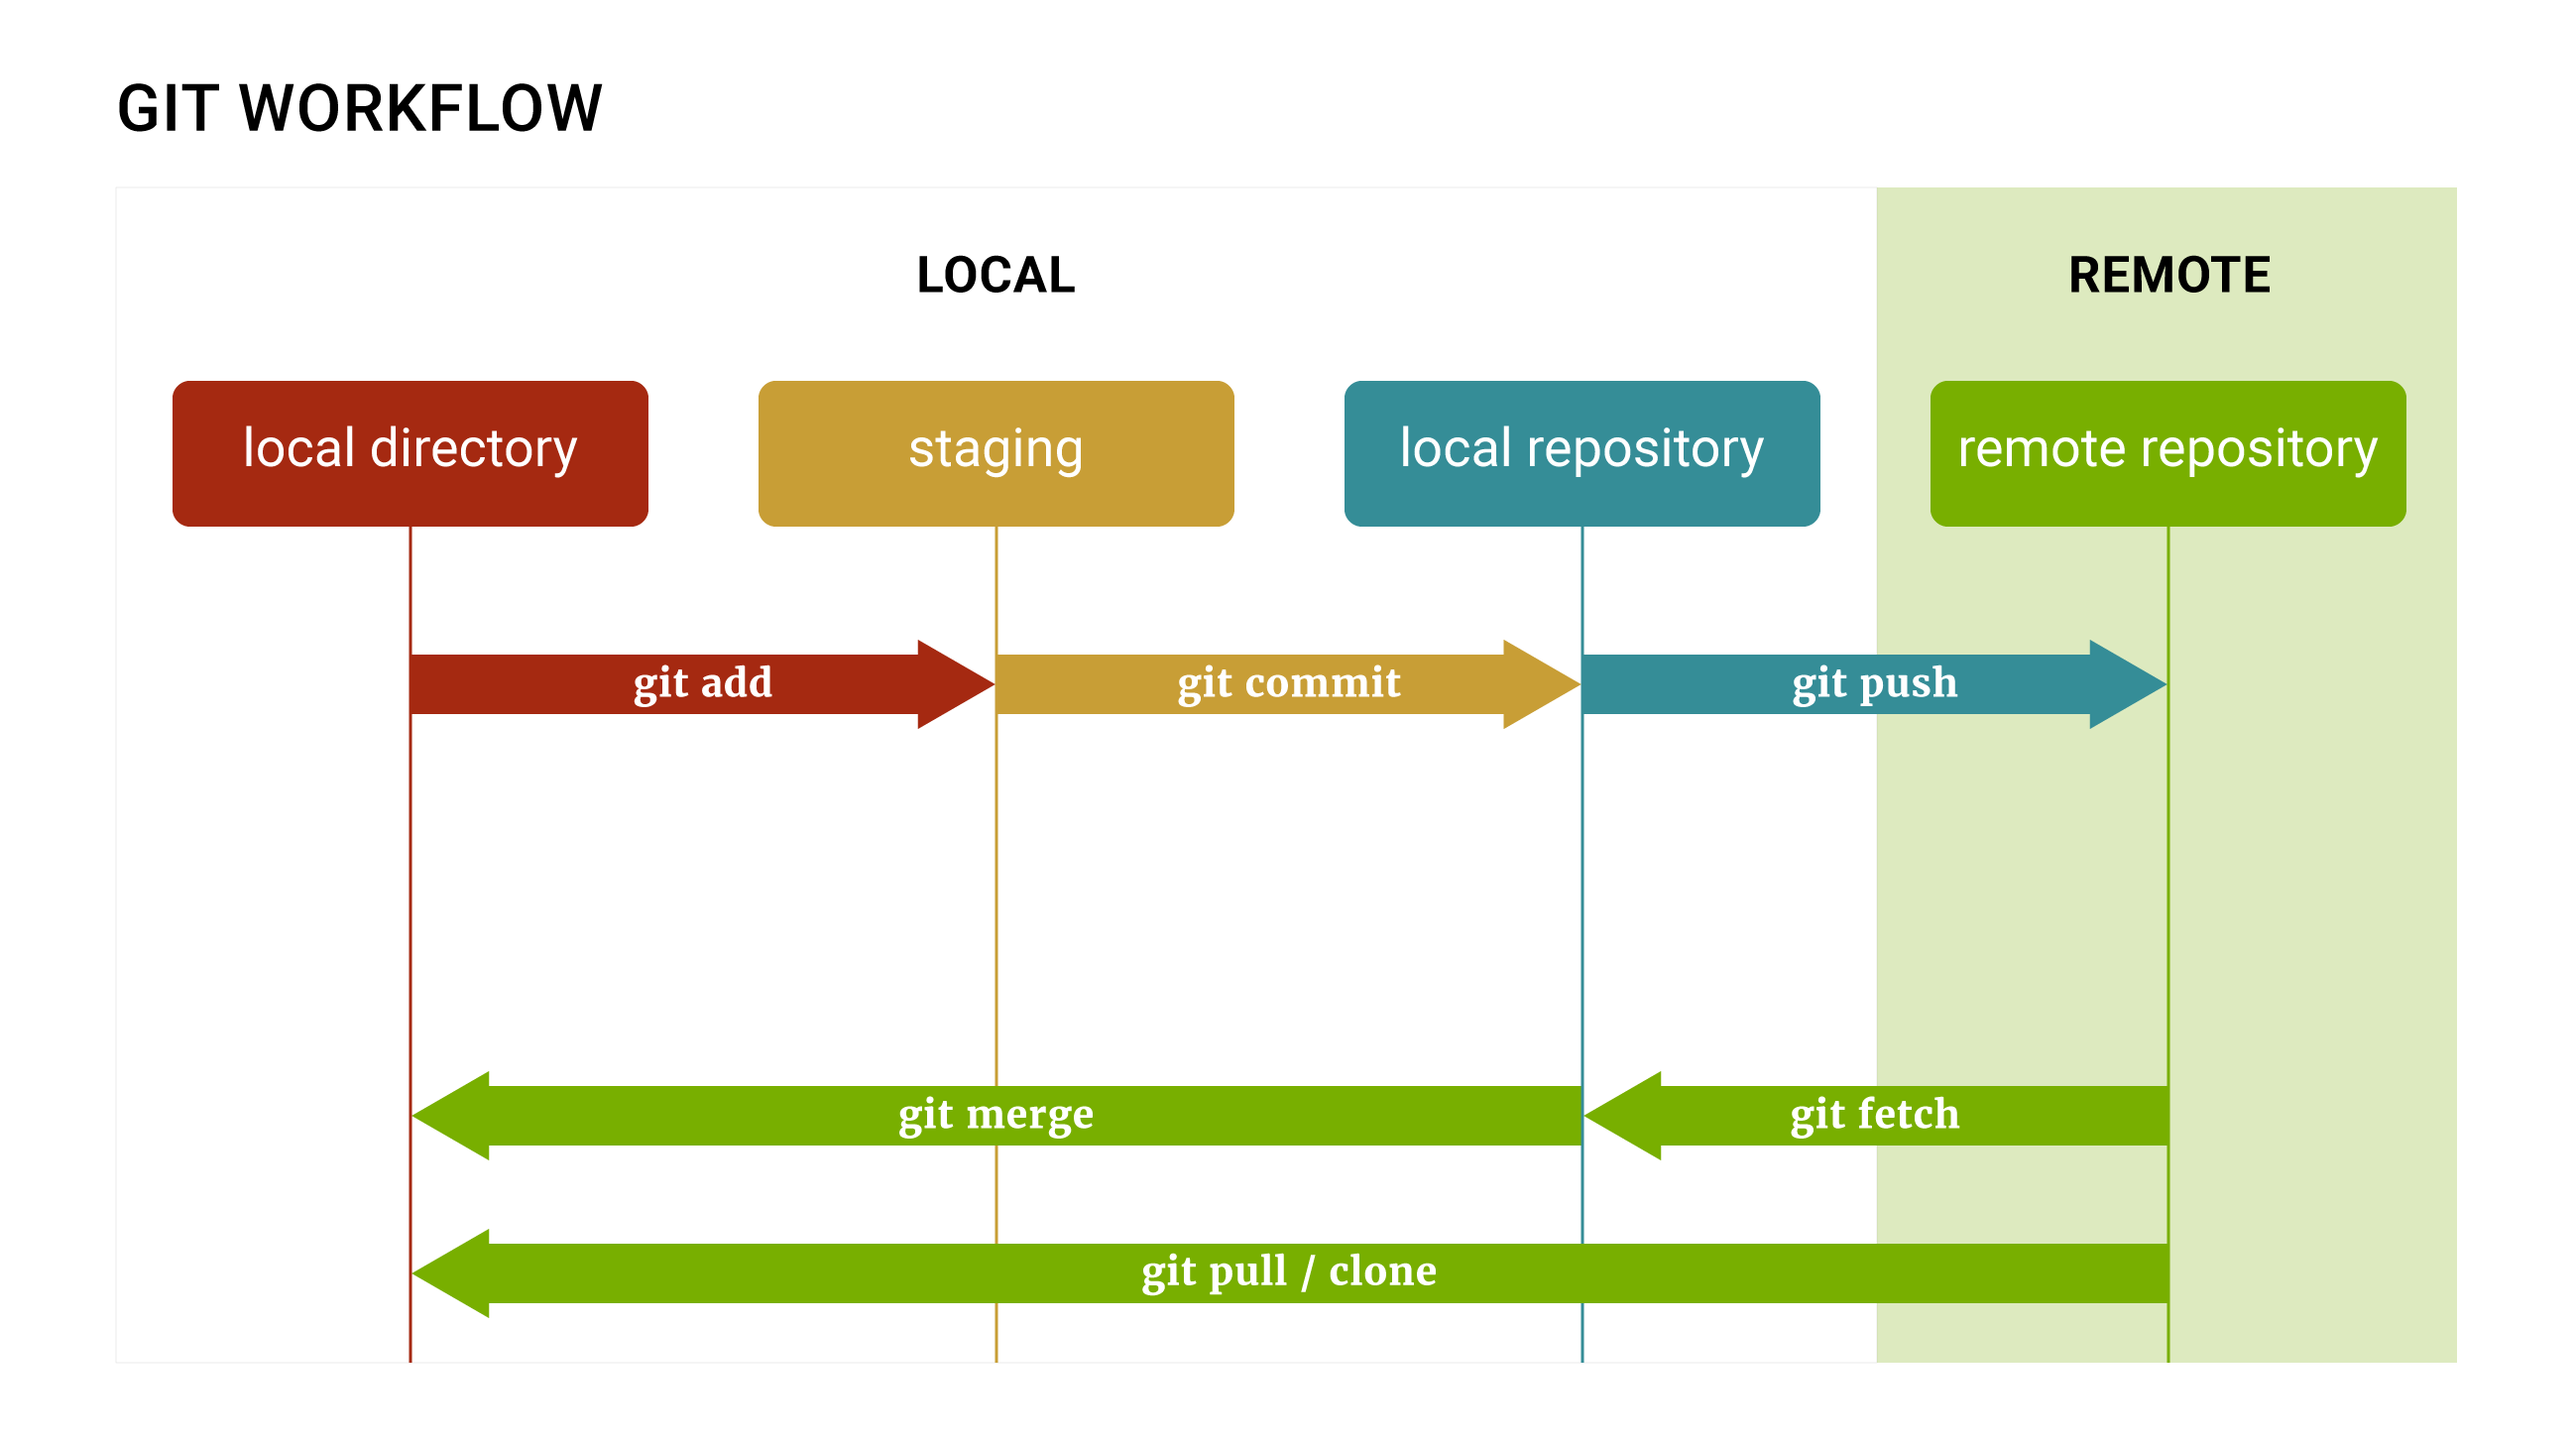 GIT WORKFLOW
LOCAL
REMOTE
local directory
staging
local repository
remote repository
git add
git commit
git push
git merge
git fetch
git pull / clone